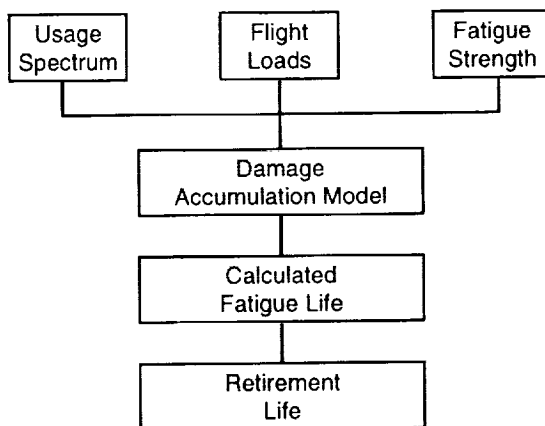 Usage
Spectrum
Flight
Loads
Fatigue
Strength
Damage
Accumulation Model
Calculated
Fatigue Life
Retirement
Life